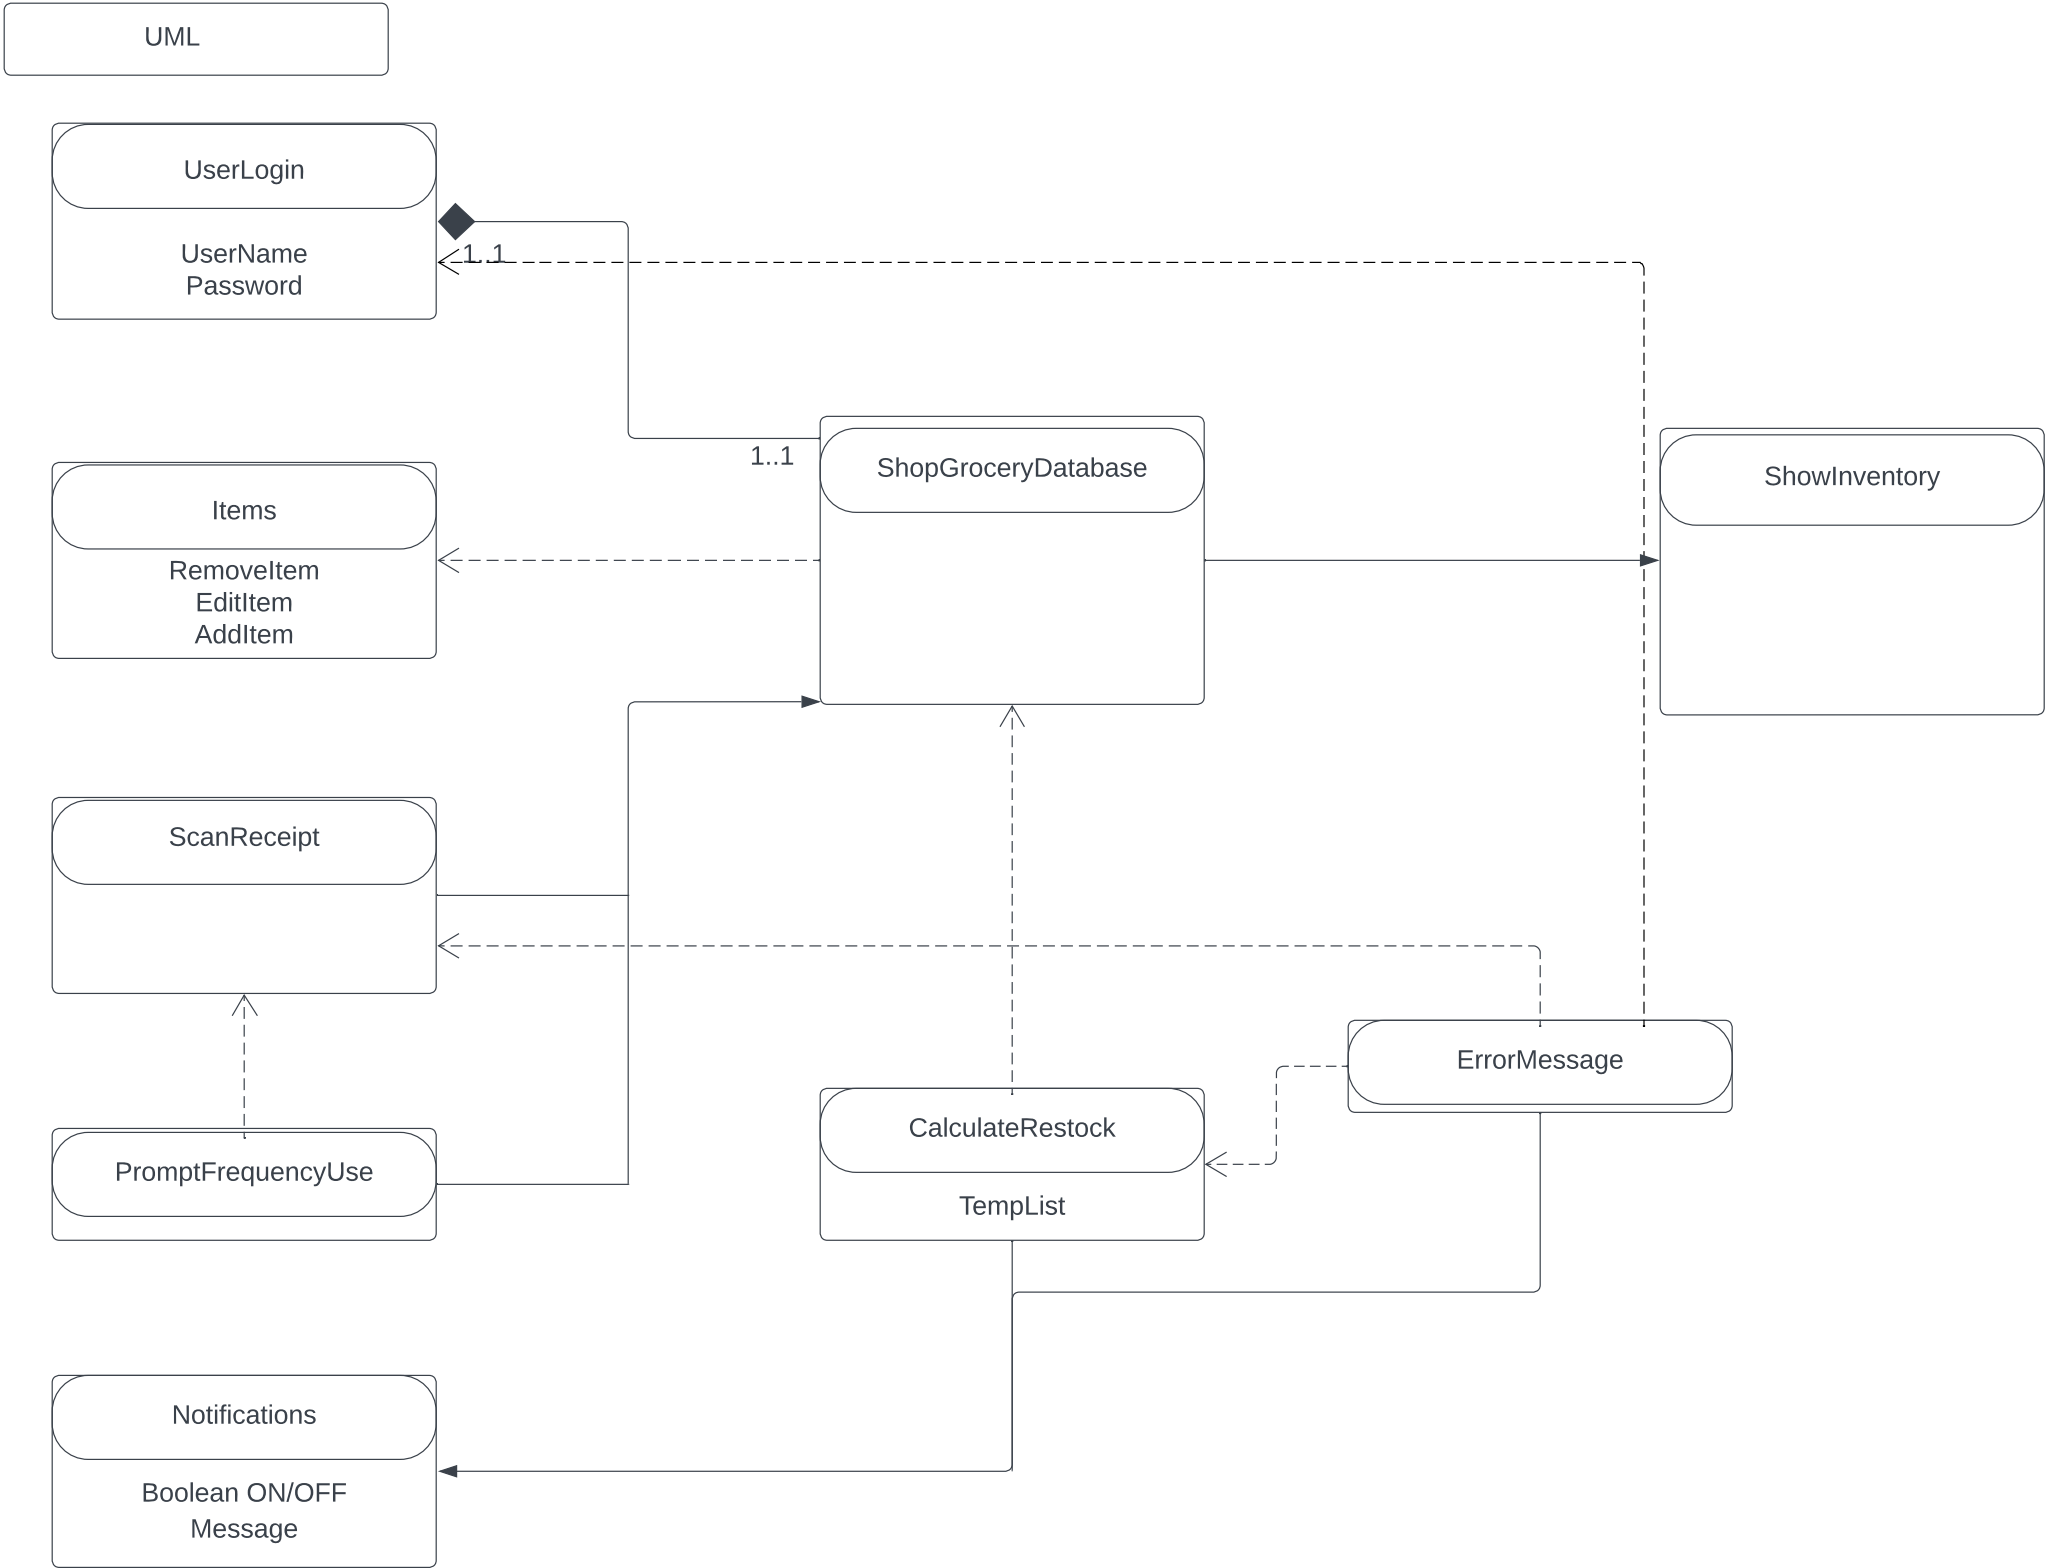 UML
UserLogin
UserName
Password
1..1
1..1
ShopGroceryDatabase
ShowInventory
Items
RemoveItem
EditItem
AddItem
ScanReceipt
ErrorMessage
CalculateRestock
TempList
PromptFrequencyUse
Notifications
Boolean ON/OFF
Message